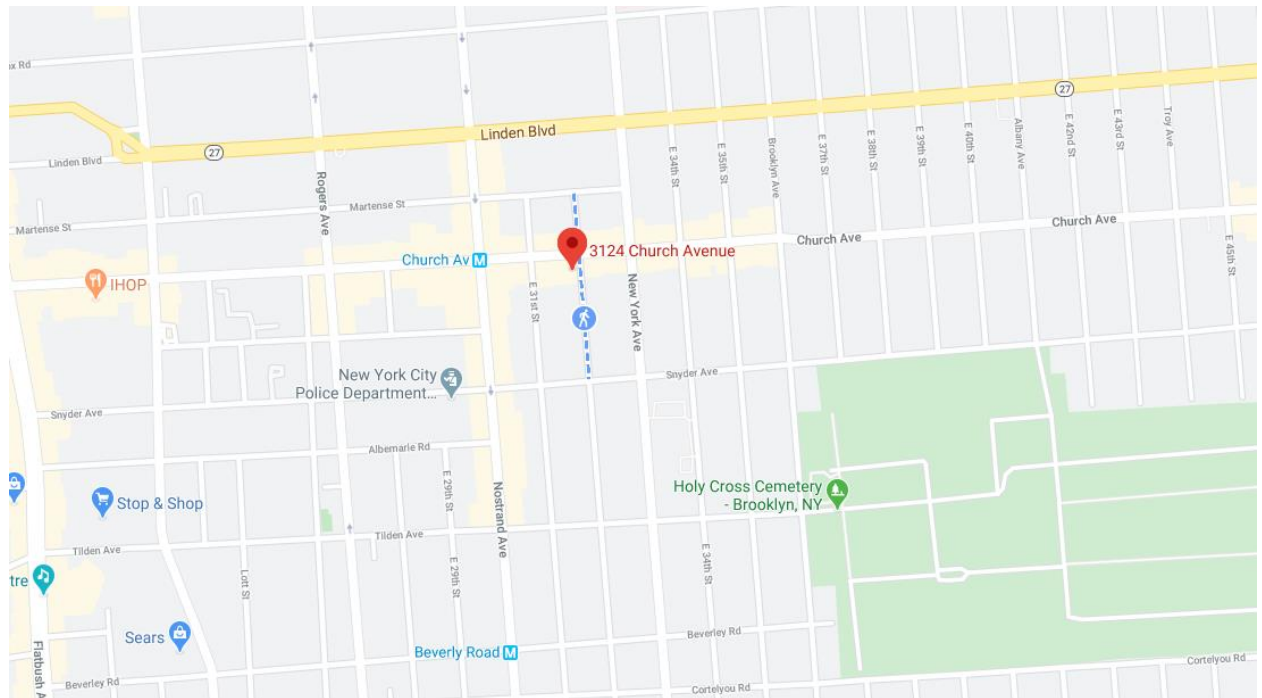 ox Rd
27
Linden Blvd
27
Linden Blvd
E 34th St
E 35th St
Brooklyn Ave
E 37th St
E 38th St
E 39th St
E 40th St
Albany Ave
E 42nd St
E 43rd St
Troy Ave
E 45th St
Rogers Ave
Martense St
Martense St
Church Ave
Church Ave
3124 Church Avenue
Church Av M
IHOP
E 31st St
New York Ave
New York City
Police Department...
Snyder Ave
Snyder Ave
Albemarle Rd
E 29th St
Nostrand Ave
Stop & Shop
Holy Cross Cemetery
- Brooklyn, NY
Tilden Ave
Tilden Ave
E 29th St
E 34th St
Lott St
tre
Sears
Beverly Road M
Beverley Rd
Flatbush A
Beverley Rd
Cortelyou Rd
Cortelyou Rd